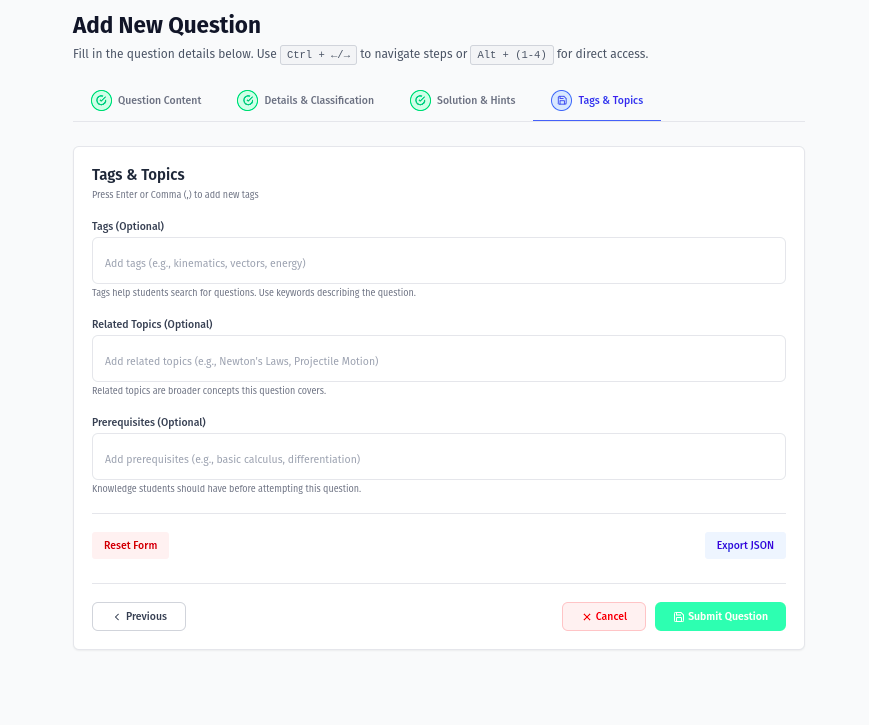 Add New Question
Fill in the question details below. Use Ctrl + ←/→ to navigate steps or Alt + (1-4) for direct access.
Question Content
Details & Classification
Solution & Hints
Tags & Topics
Tags & Topics
Press Enter or Comma (,) to add new tags
Tags (Optional)
Add tags (e.g., kinematics, vectors, energy)
Tags help students search for questions. Use keywords describing the question.
Related Topics (Optional)
Add related topics (e.g., Newton's Laws, Projectile Motion)
Related topics are broader concepts this question covers.
Prerequisites (Optional)
Add prerequisites (e.g., basic calculus, differentiation)
Knowledge students should have before attempting this question.
Reset Form
Export JSON
Previous
Cancel
Submit Question